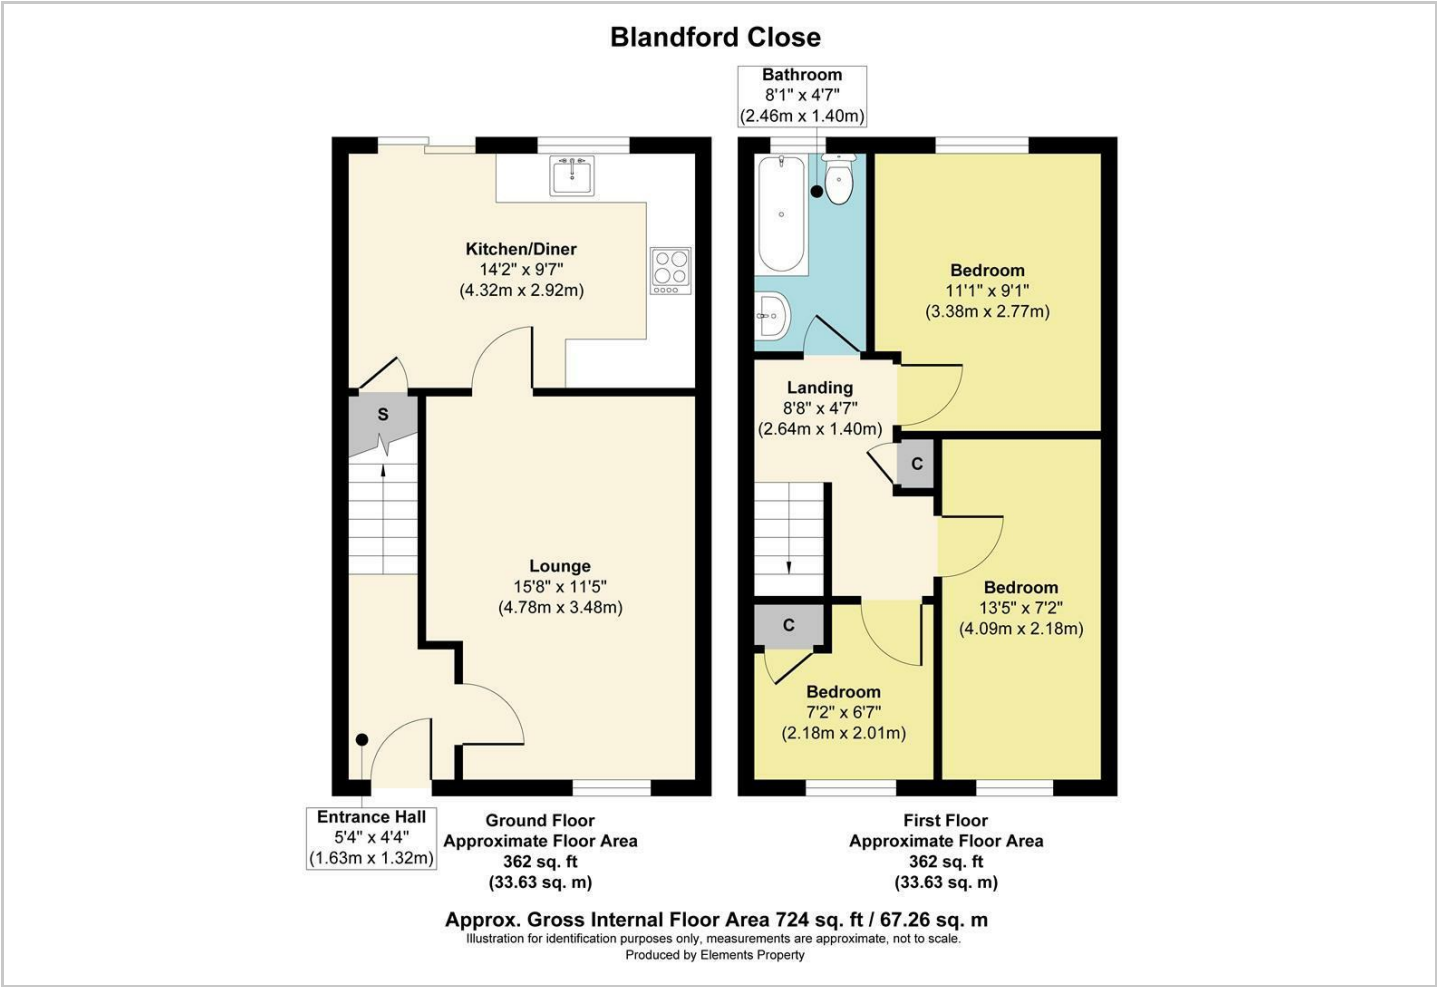 Blandford Close
Bathroom
8'1" x 4'7"
(2.46m x 1.40m)
Kitchen/Diner
14'2" x 9'7"
(4.32m x 2.92m)
Bedroom
11'1" x 9'1"
(3.38m x 2.77m)
Landing
8'8" x 4'7"
(2.64m x 1.40m)
S
C
Lounge
15'8" x 11'5"
(4.78m x 3.48m)
Bedroom
13'5" x 7'2"
(4.09m x 2.18m)
C
Bedroom
7'2" x 6'7"
(2.18m x 2.01m)
Entrance Hall
5'4" x 4'4"
(1.63m x 1.32m)
Ground Floor
Approximate Floor Area
362 sq. ft
(33.63 sq. m)
First Floor
Approximate Floor Area
362 sq. ft
(33.63 sq. m)
Approx. Gross Internal Floor Area 724 sq. ft / 67.26 sq. m
Illustration for identification purposes only, measurements are approximate, not to scale.
Produced by Elements Property